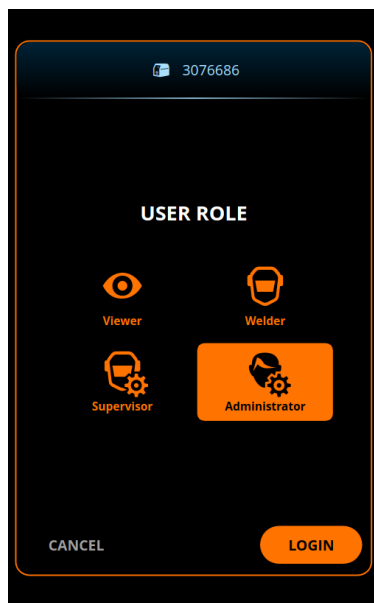 3076686
USER ROLE
Viewer
Welder
Supervisor
Administrator
CANCEL
LOGIN